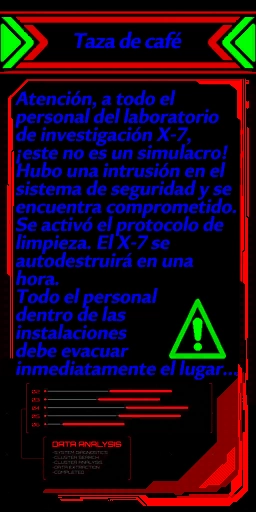 Taza de café
Atención, a todo el
personal del laboratorio
de investigación X-7,
¡este no es un simulacro!
Hubo una intrusión en el
sistema de seguridad y se
encuentra comprometido.
Se activó el protocolo de
limpieza. El X-7 se
autodestruirá en una
hora.
Todo el personal
dentro de las
instalaciones
debe evacuar
inmediatamente el lugar...
DATA ANALYSIS